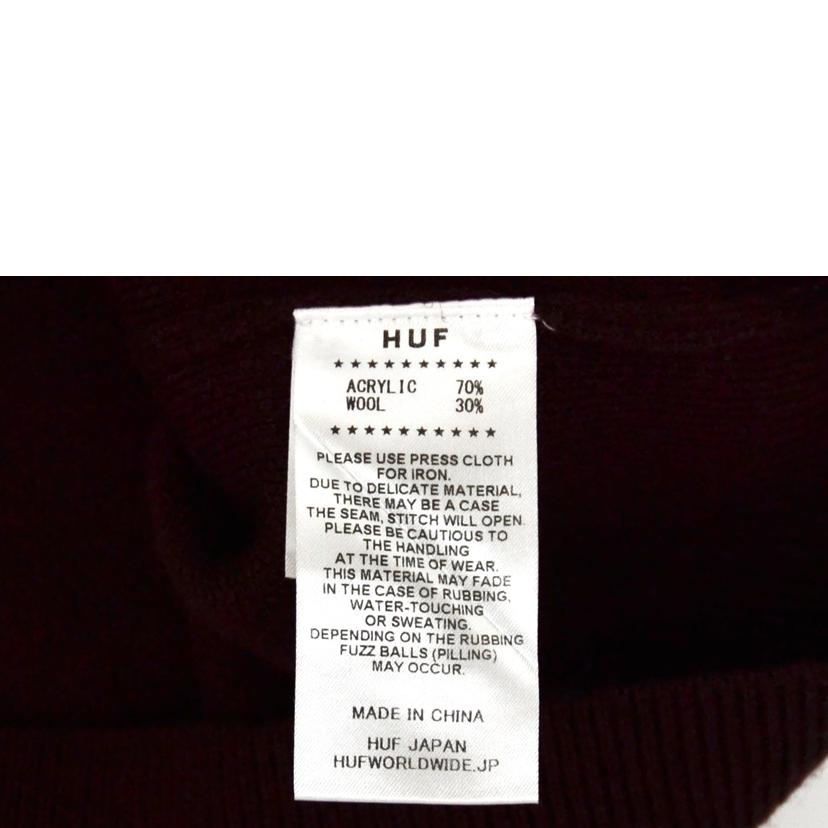 HUF
★★★★★★★★★★
ACRYLIC 70%
WOOL 30%
★★★★★★★★★★
PLEASE USE PRESS CLOTH
FOR IRON.
DUE TO DELICATE MATERIAL,
THERE MAY BE A CASE
THE SEAM, STITCH WILL OPEN.
PLEASE BE CAUTIOUS TO
THE HANDLING
AT THE TIME OF WEAR.
THIS MATERIAL MAY FADE
IN THE CASE OF RUBBING,
WATER-TOUCHING
OR SWEATING.
DEPENDING ON THE RUBBING
FUZZ BALLS (PILLING)
MAY OCCUR.
MADE IN CHINA
HUF JAPAN
HUFWORLDWIDE.JP